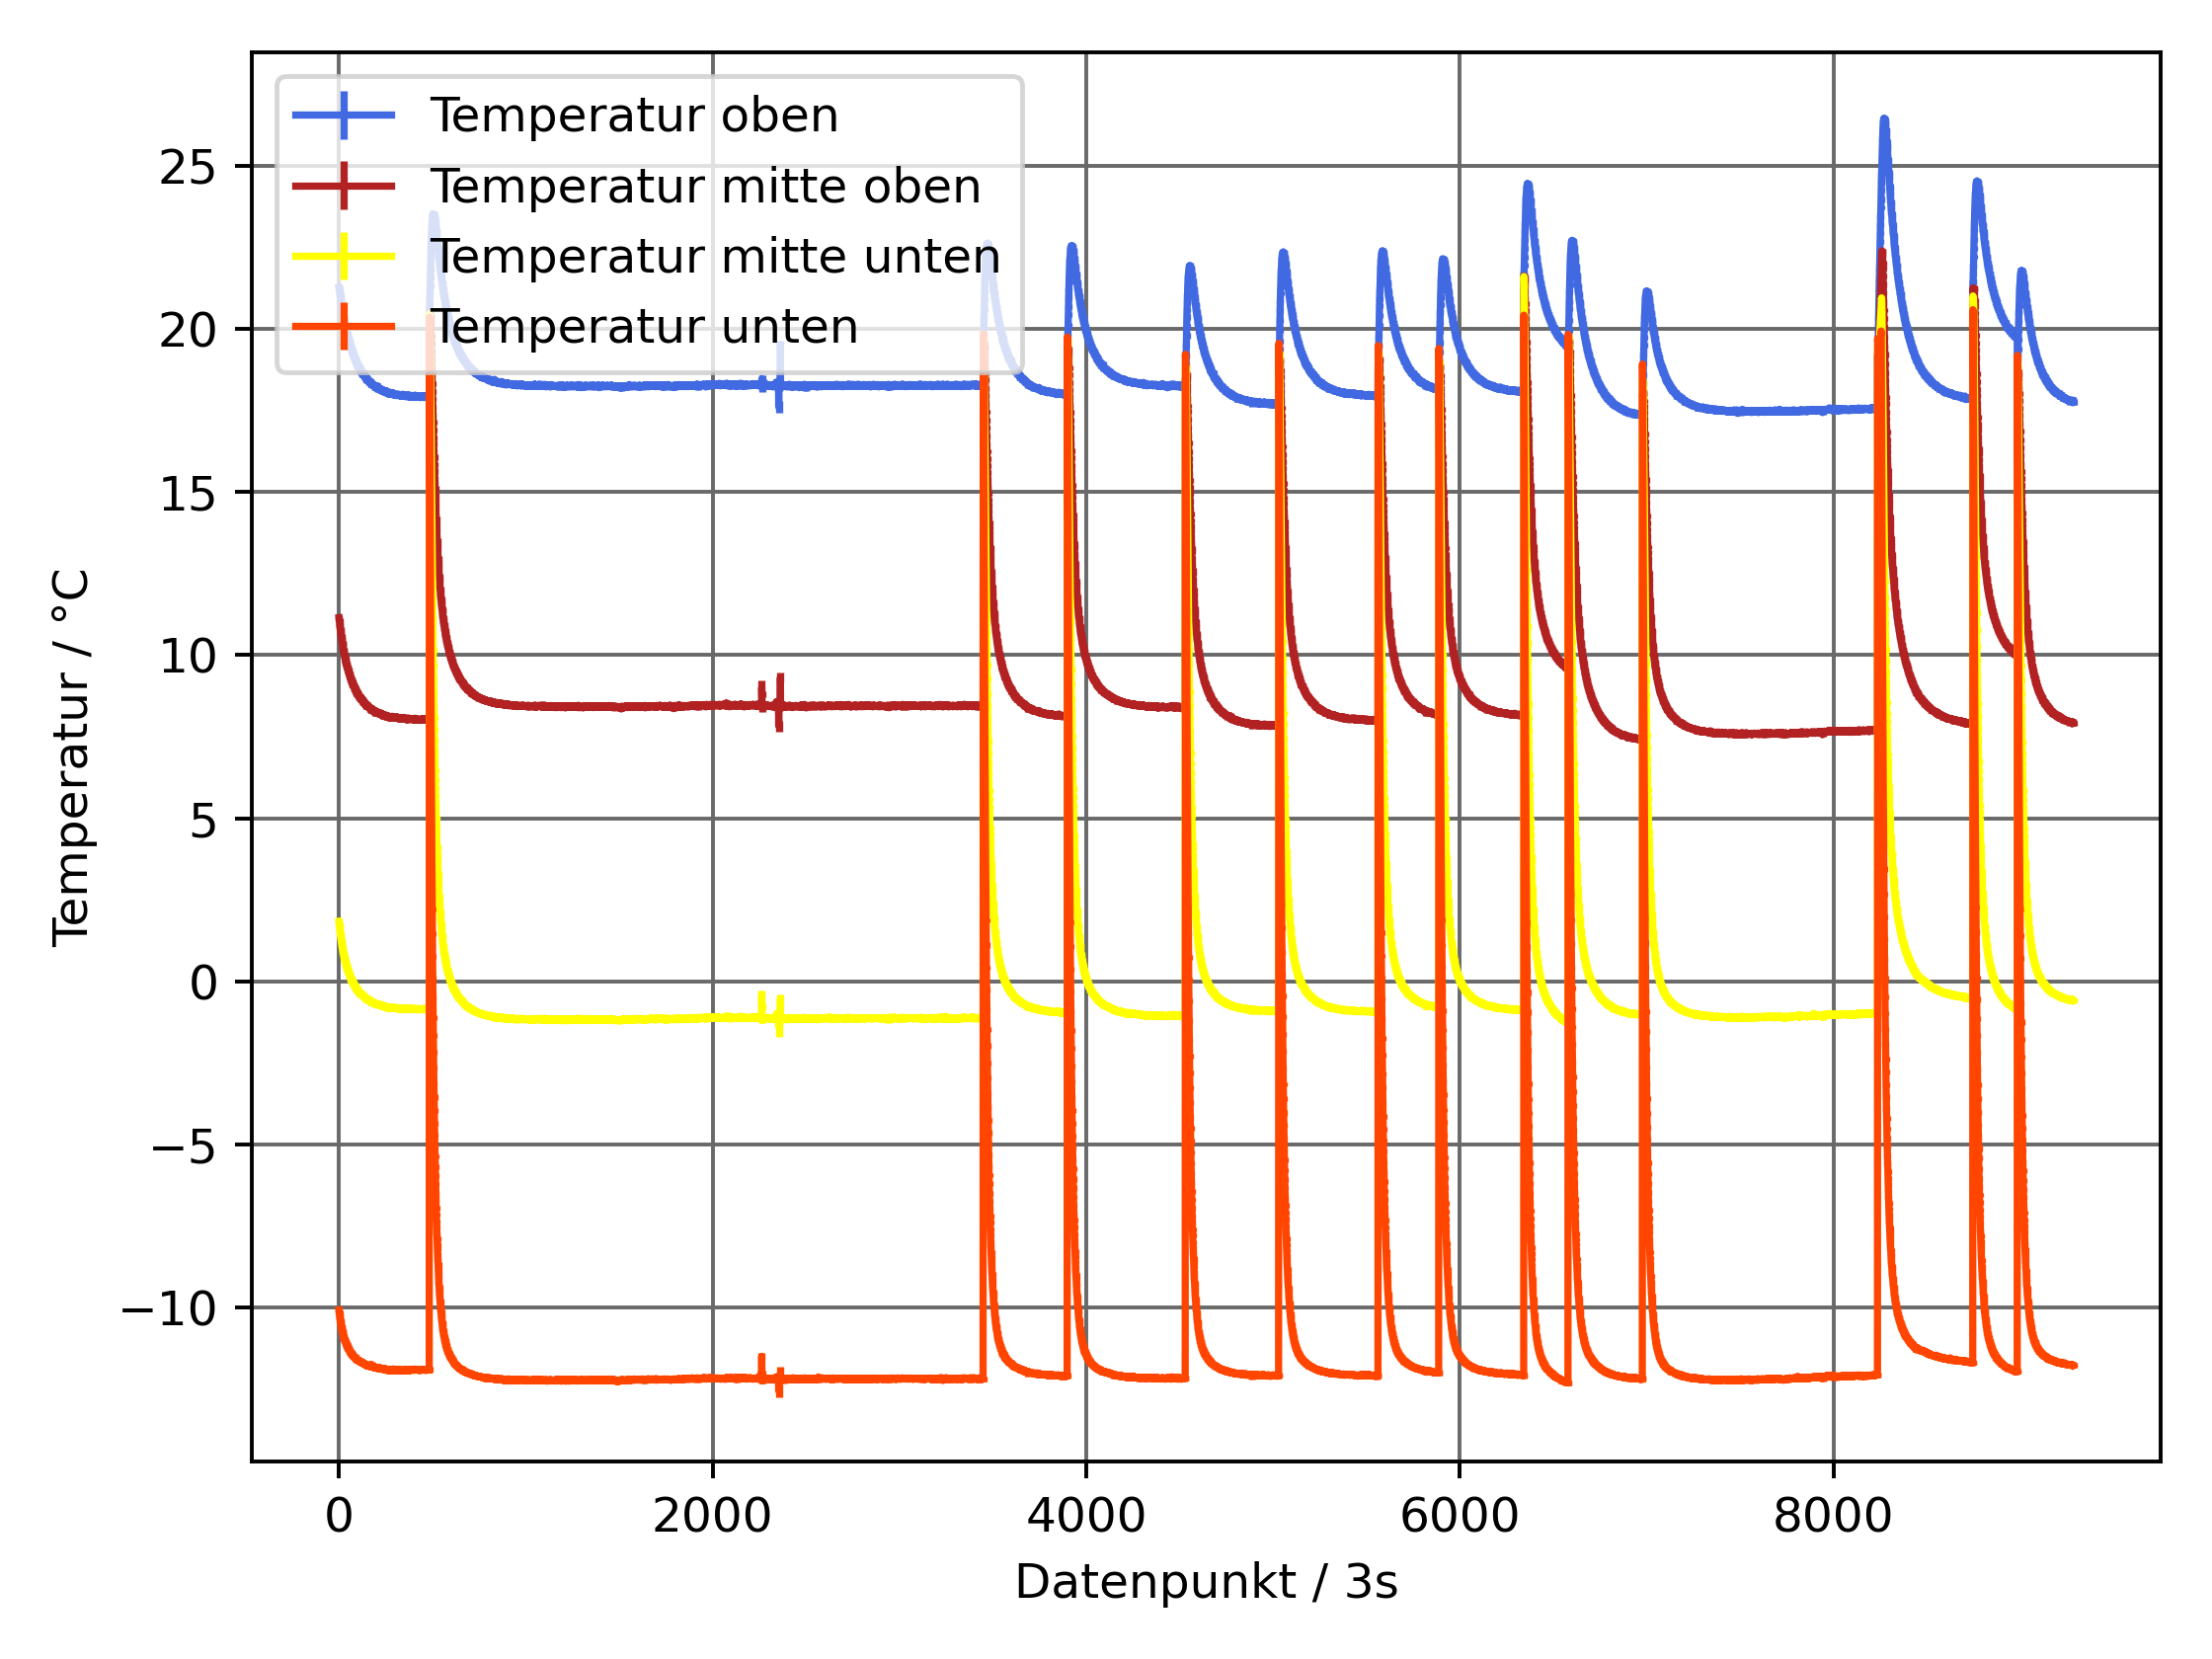 Temperatur oben
Temperatur mitte oben
Temperatur mitte unten
Temperatur unten
25
20
15
10
5
0
−5
−10
Temperatur / °C
0 2000 4000 6000 8000
Datenpunkt / 3s